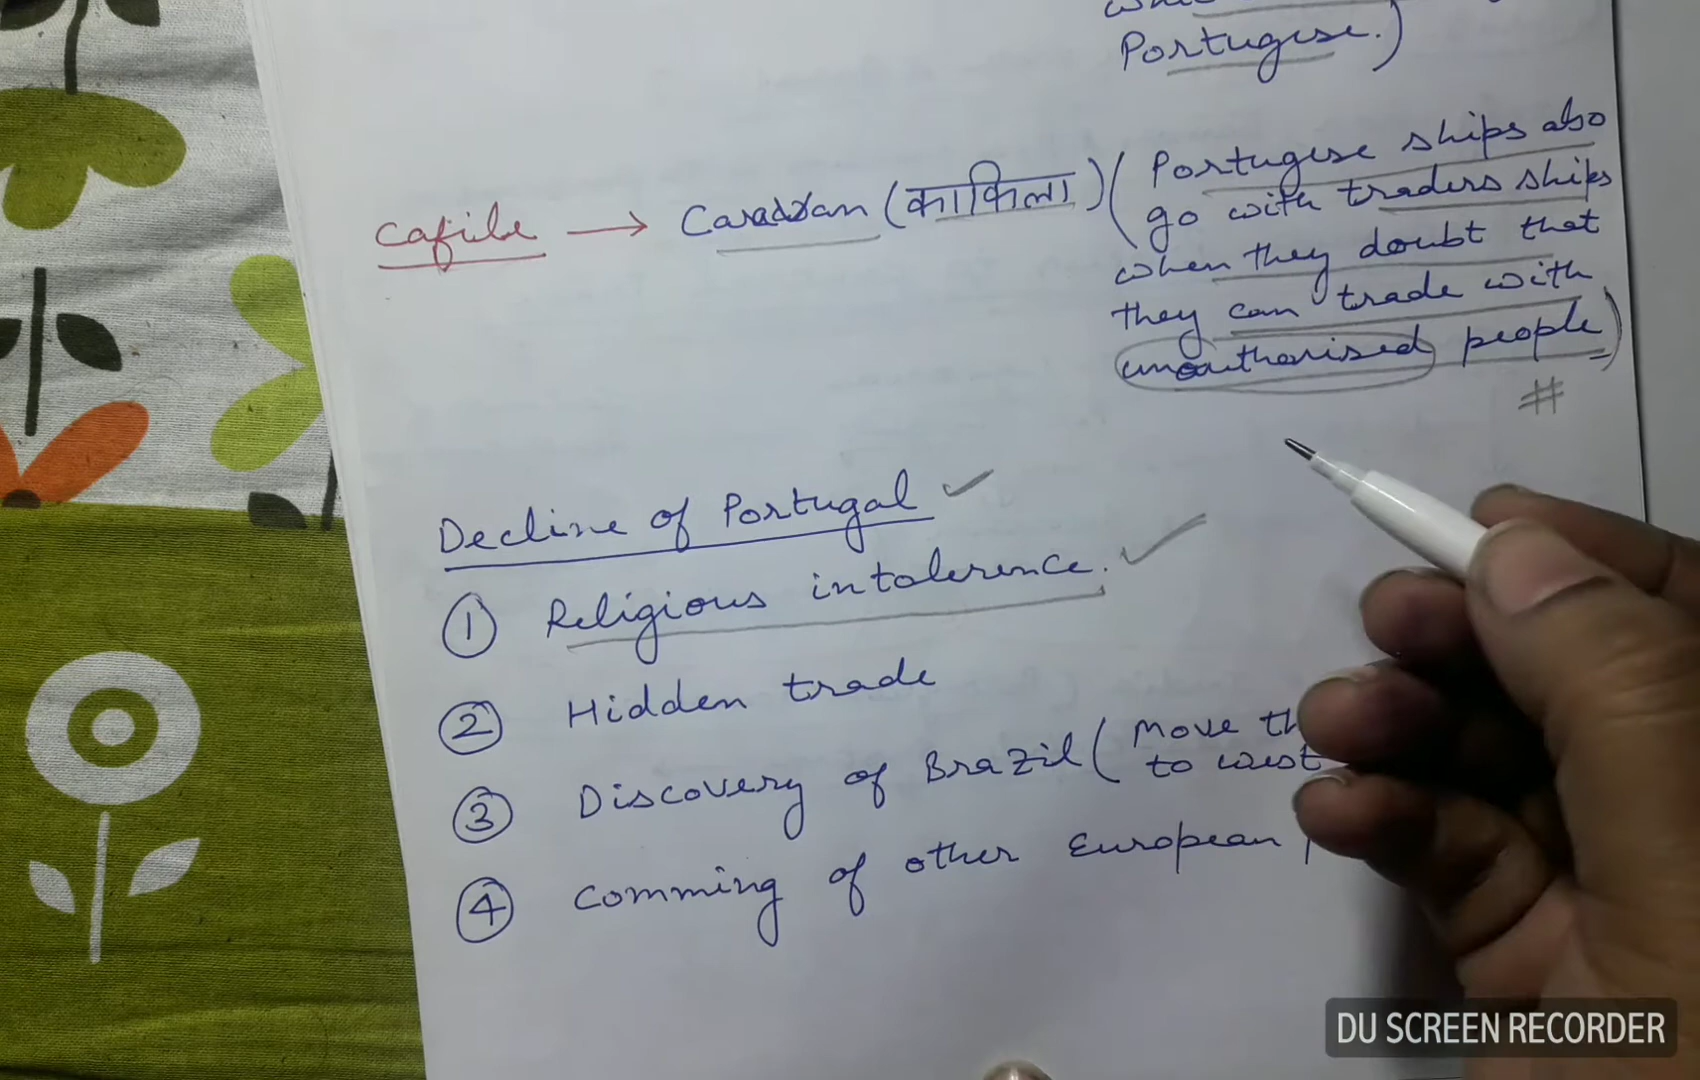 Portugese.)
Cafile → Caravan (काफिला) (Portugese ships also
go with traders ships
when they doubt that
they can trade with
unauthorised people)
#
Decline of Portugal
① Religious intolerence.
② Hidden trade
③ Discovery of Brazil (Move
to west
④ Comming of other European
DU SCREEN RECORDER